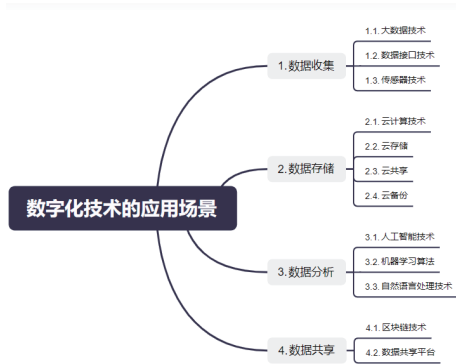 数字化技术的应用场景
1.数据收集
1.1. 大数据技术
1.2. 数据接口技术
1.3. 传感器技术
2.数据存储
2.1. 云计算技术
2.2. 云存储
2.3. 云共享
2.4. 云备份
3.数据分析
3.1. 人工智能技术
3.2. 机器学习算法
3.3. 自然语言处理技术
4.数据共享
4.1. 区块链技术
4.2. 数据共享平台